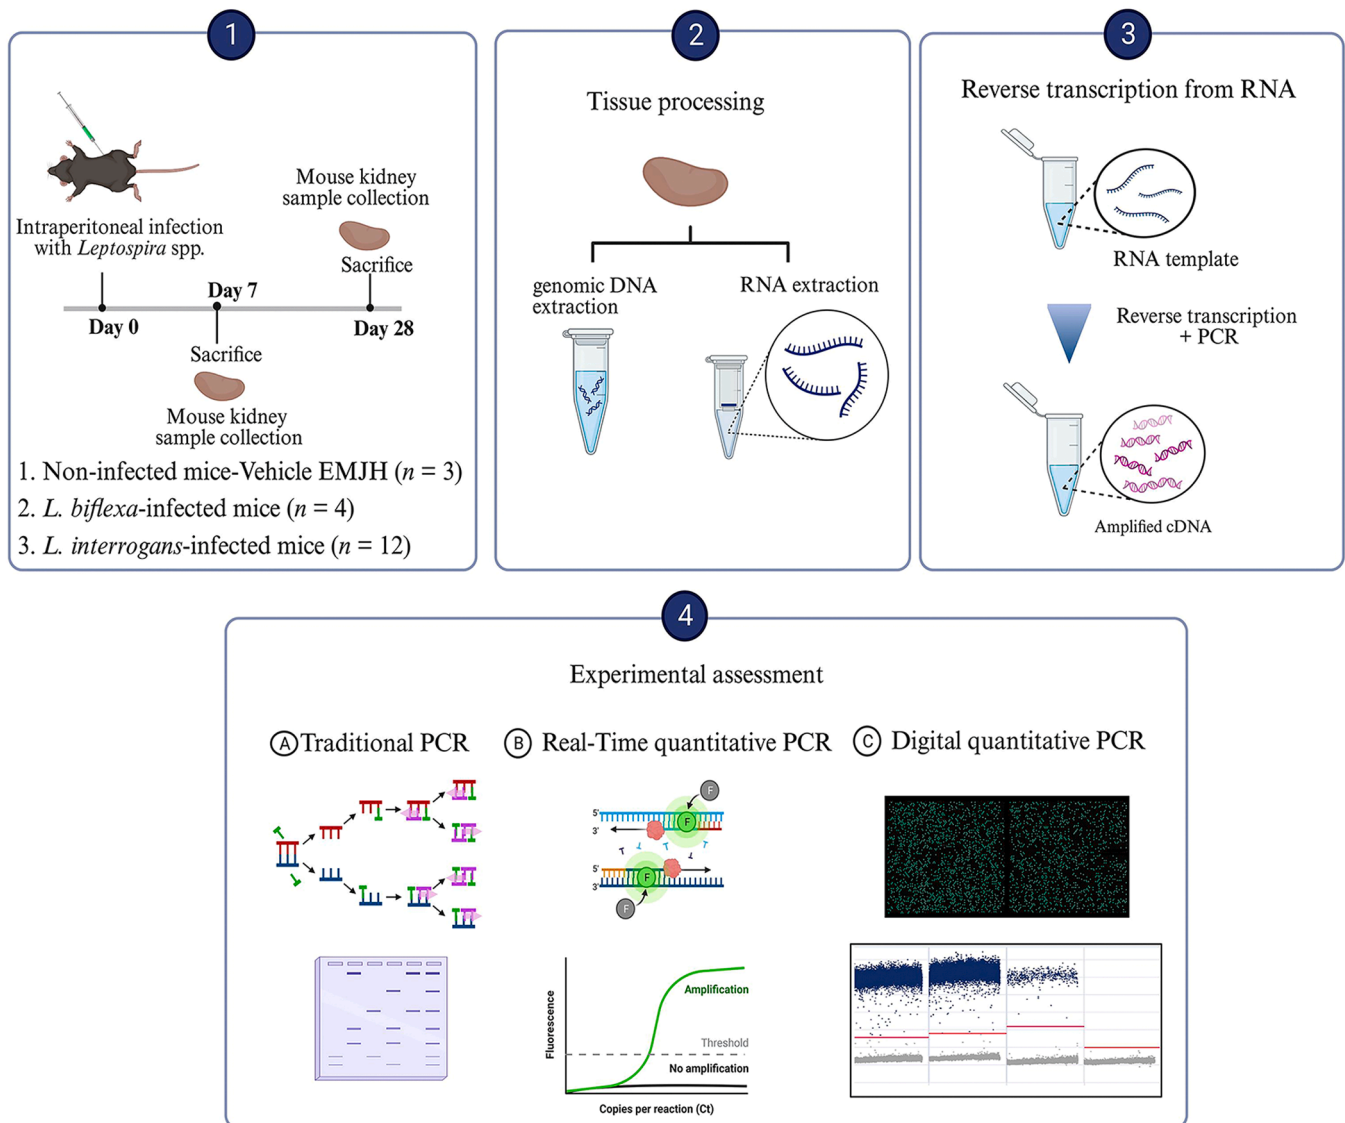 1
Intraperitoneal infection
with Leptospira spp.
Mouse kidney
sample collection
Sacrifice
Day 7
Day 0
Day 28
Sacrifice
Mouse kidney
sample collection
1. Non-infected mice-Vehicle EMJH (n = 3)
2. L. biflexa-infected mice (n = 4)
3. L. interrogans-infected mice (n = 12)
2
Tissue processing
genomic DNA
extraction
RNA extraction
3
Reverse transcription from RNA
RNA template
Reverse transcription
+ PCR
Amplified cDNA
4
Experimental assessment
A Traditional PCR
B Real-Time quantitative PCR
F
5'
3'
F
5'
3'
F
F
Fluorescence
Amplification
Threshold
No amplification
Copies per reaction (Ct)
C Digital quantitative PCR